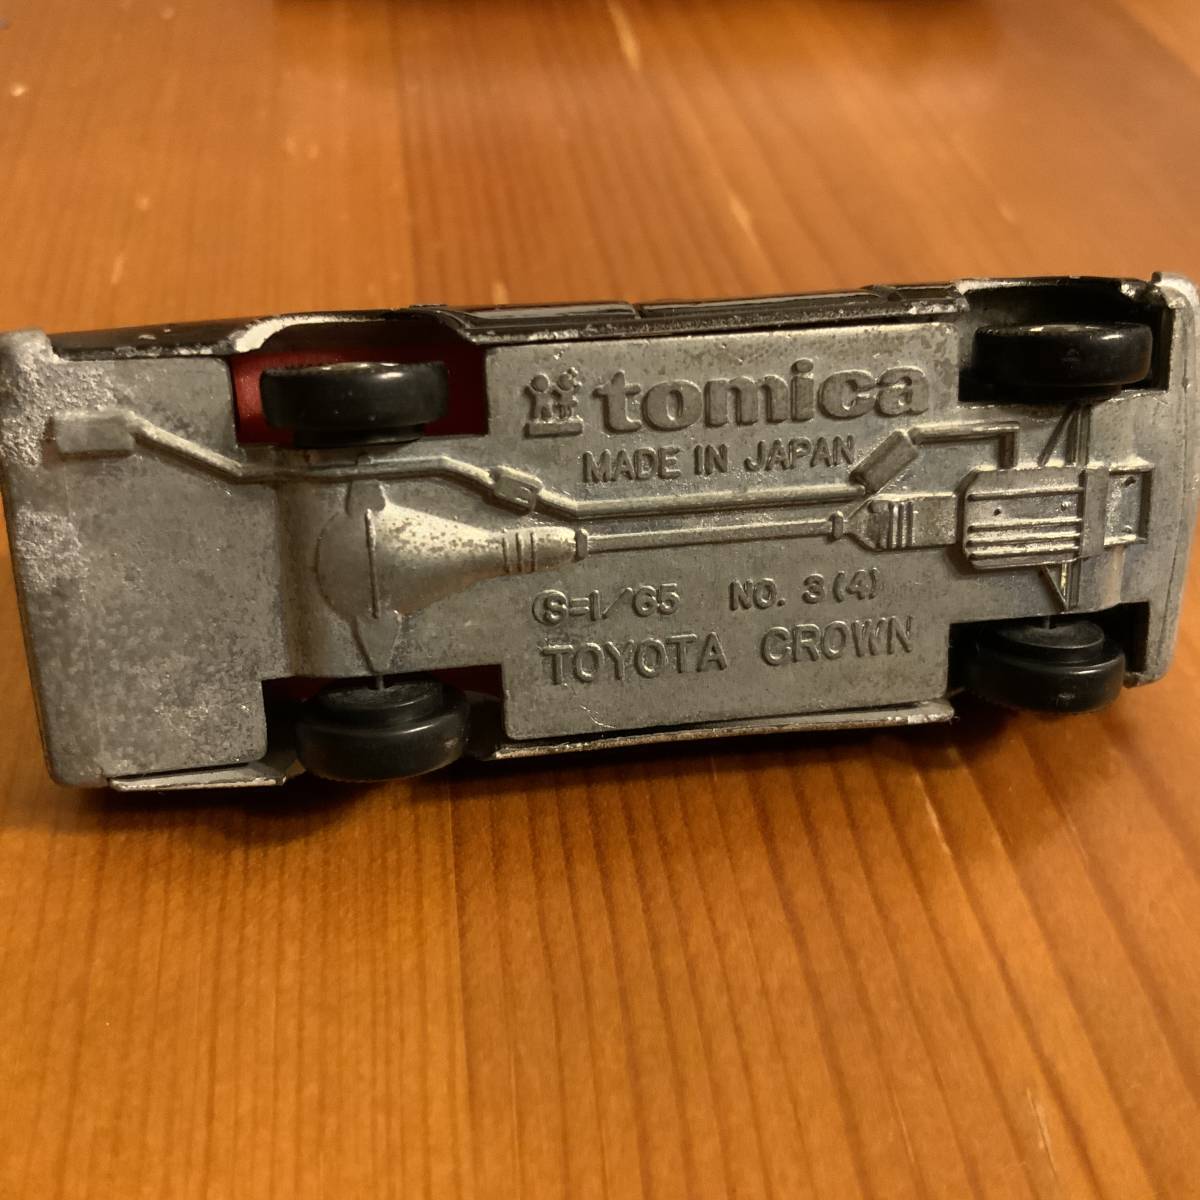 tomica
MADE IN JAPAN
S=1/65 NO. 3(4)
TOYOTA CROWN